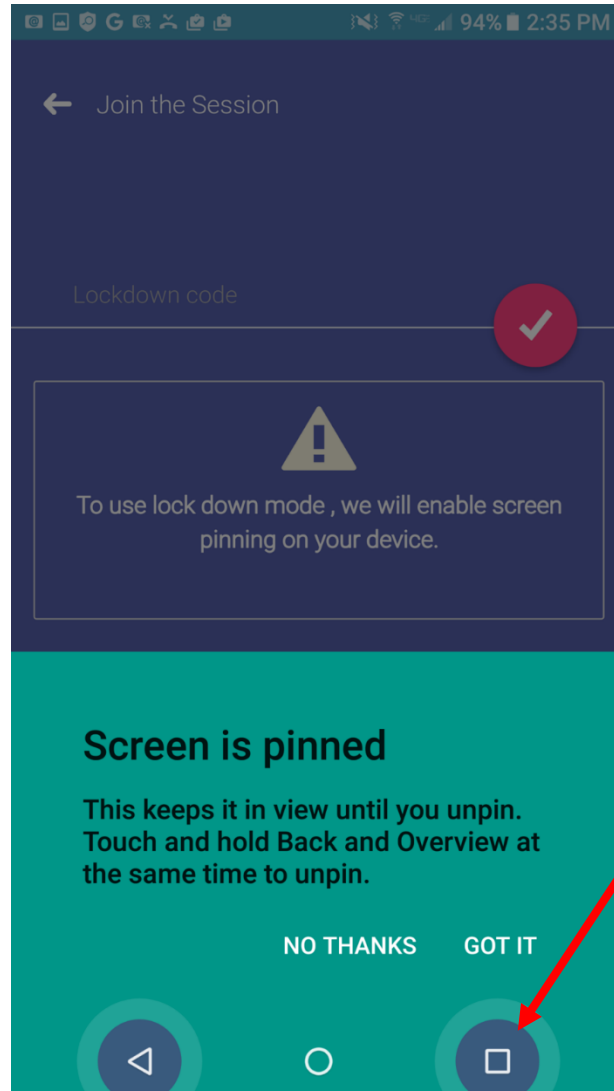 94% 2:35 PM
Join the Session
Lockdown code
To use lock down mode , we will enable screen
pinning on your device.
Screen is pinned
This keeps it in view until you unpin.
Touch and hold Back and Overview at
the same time to unpin.
NO THANKS GOT IT